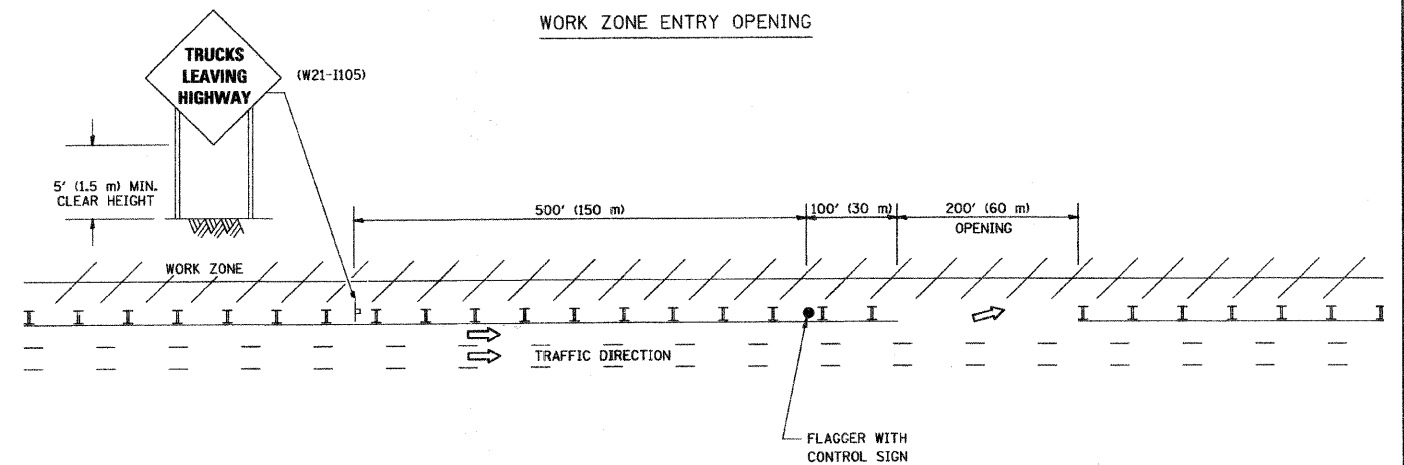 WORK ZONE ENTRY OPENING
TRUCKS
LEAVING
HIGHWAY
(W21-I105)
5' (1.5 m) MIN.
CLEAR HEIGHT
500' (150 m)
100' (30 m)
200' (60 m)
OPENING
WORK ZONE
TRAFFIC DIRECTION
FLAGGER WITH
CONTROL SIGN